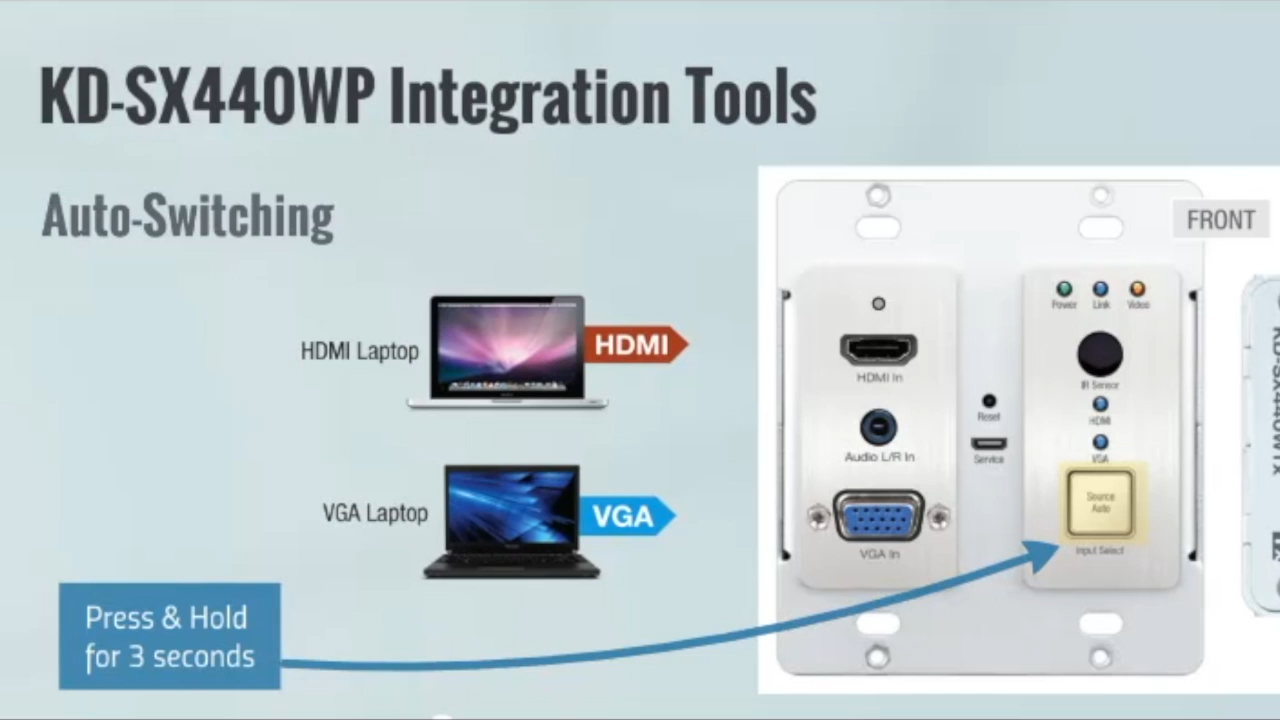 KD-SX440WP Integration Tools
Auto-Switching
FRONT
HDMI Laptop
HDMI
VGA Laptop
VGA
Press & Hold
for 3 seconds
HDMI In
Audio L/R In
VGA In
Reset
Service
Power Link Video
IR Sensor
HDMI
VGA
Source
Auto
Input Select